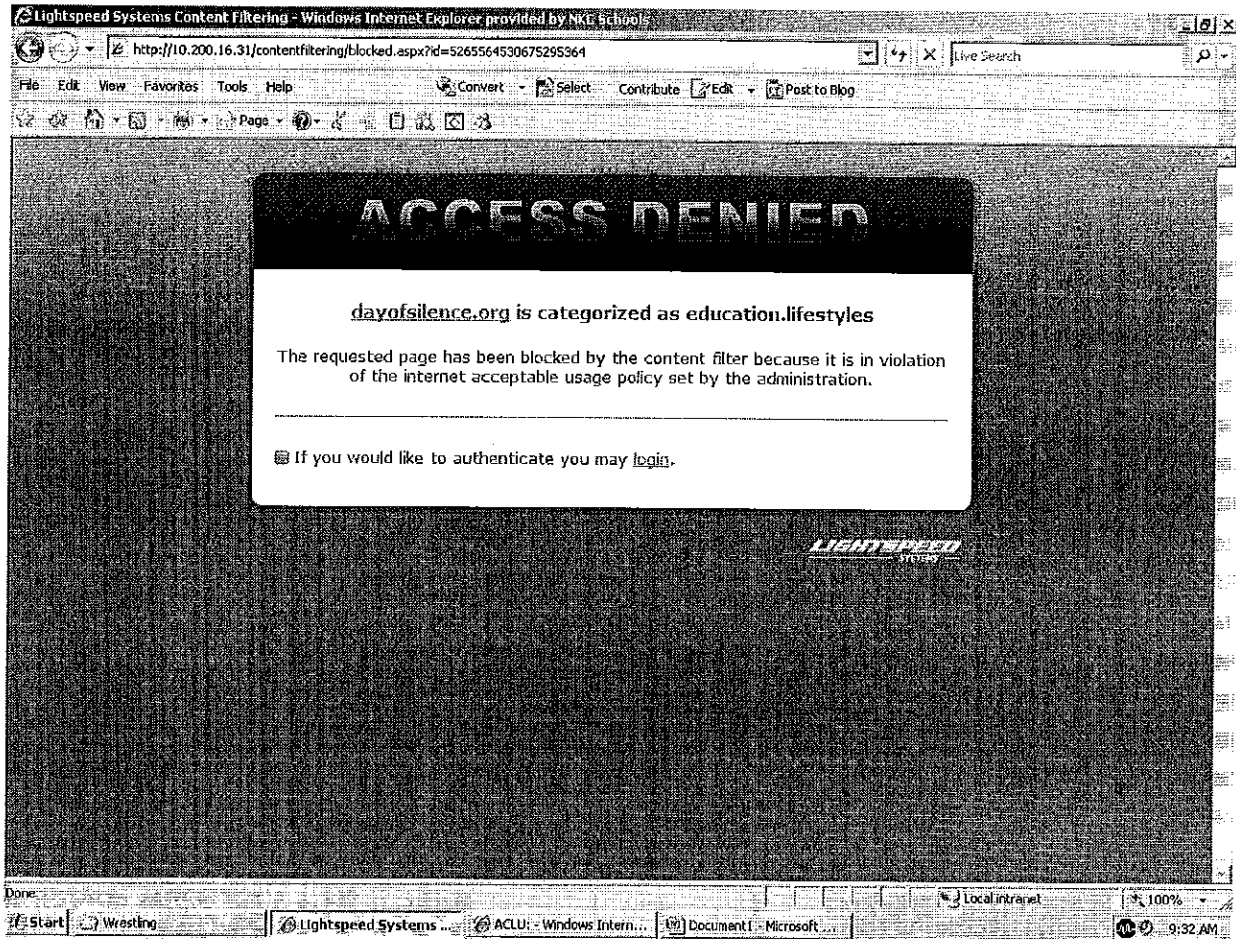 Lightspeed Systems Content Filtering - Windows Internet Explorer provided by NKC Schools
http://10.200.16.31/contentfiltering/blocked.aspx?id=5265564530675295364
Live Search
File Edit View Favorites Tools Help
Convert Select
Contribute Edit Post to Blog
Page
ACCESS DENIED
dayofsilence.org is categorized as education.lifestyles
The requested page has been blocked by the content filter because it is in violation
of the internet acceptable usage policy set by the administration.
If you would like to authenticate you may login.
LIGHTSPEED
SYSTEMS
Done
Local intranet
100%
Start
Wrestling
Lightspeed Systems ...
ACLU: - Windows Intern...
Document1 - Microsoft ...
9:32 AM